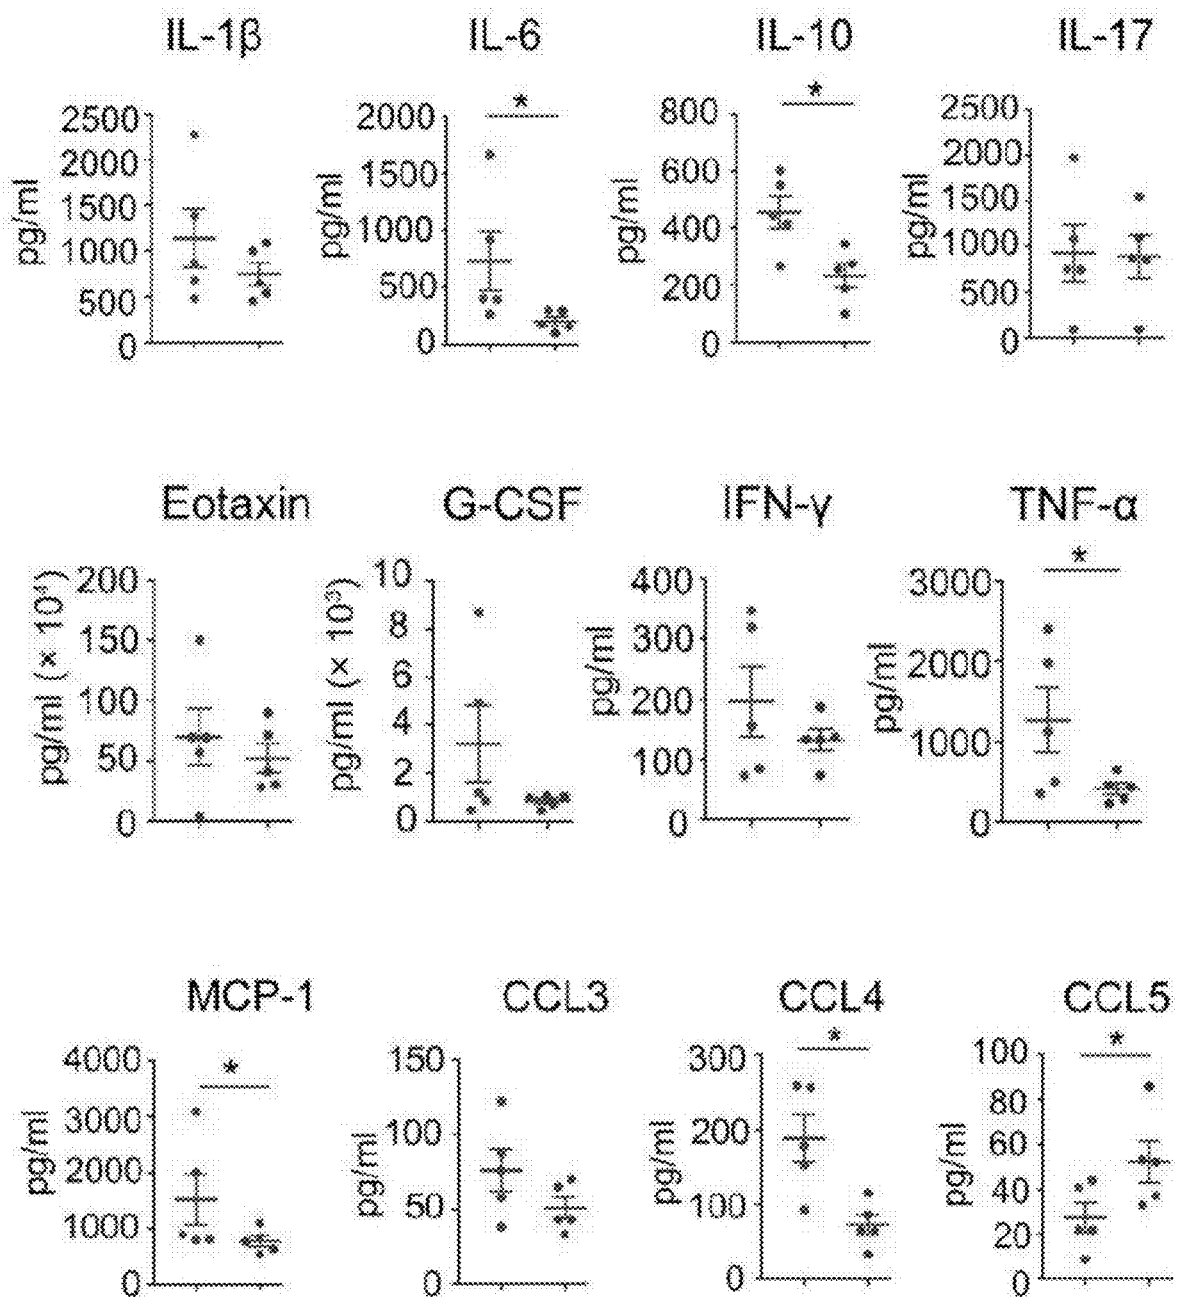 IL-1β IL-6 IL-10 IL-17
* *
pg/ml 2500 2000 1500 1000 500 0
pg/ml 2000 1500 1000 500 0
pg/ml 800 600 400 200 0
pg/ml 2500 2000 1500 1000 500 0
Eotaxin G-CSF IFN-γ TNF-α
*
pg/ml (× 10⁴) 200 150 100 50 0
pg/ml (× 10³) 10 8 6 4 2 0
pg/ml 400 300 200 100 0
pg/ml 3000 2000 1000 0
MCP-1 CCL3 CCL4 CCL5
* * *
pg/ml 4000 3000 2000 1000 0
pg/ml 150 100 50 0
pg/ml 300 200 100 0
pg/ml 100 80 60 40 20 0